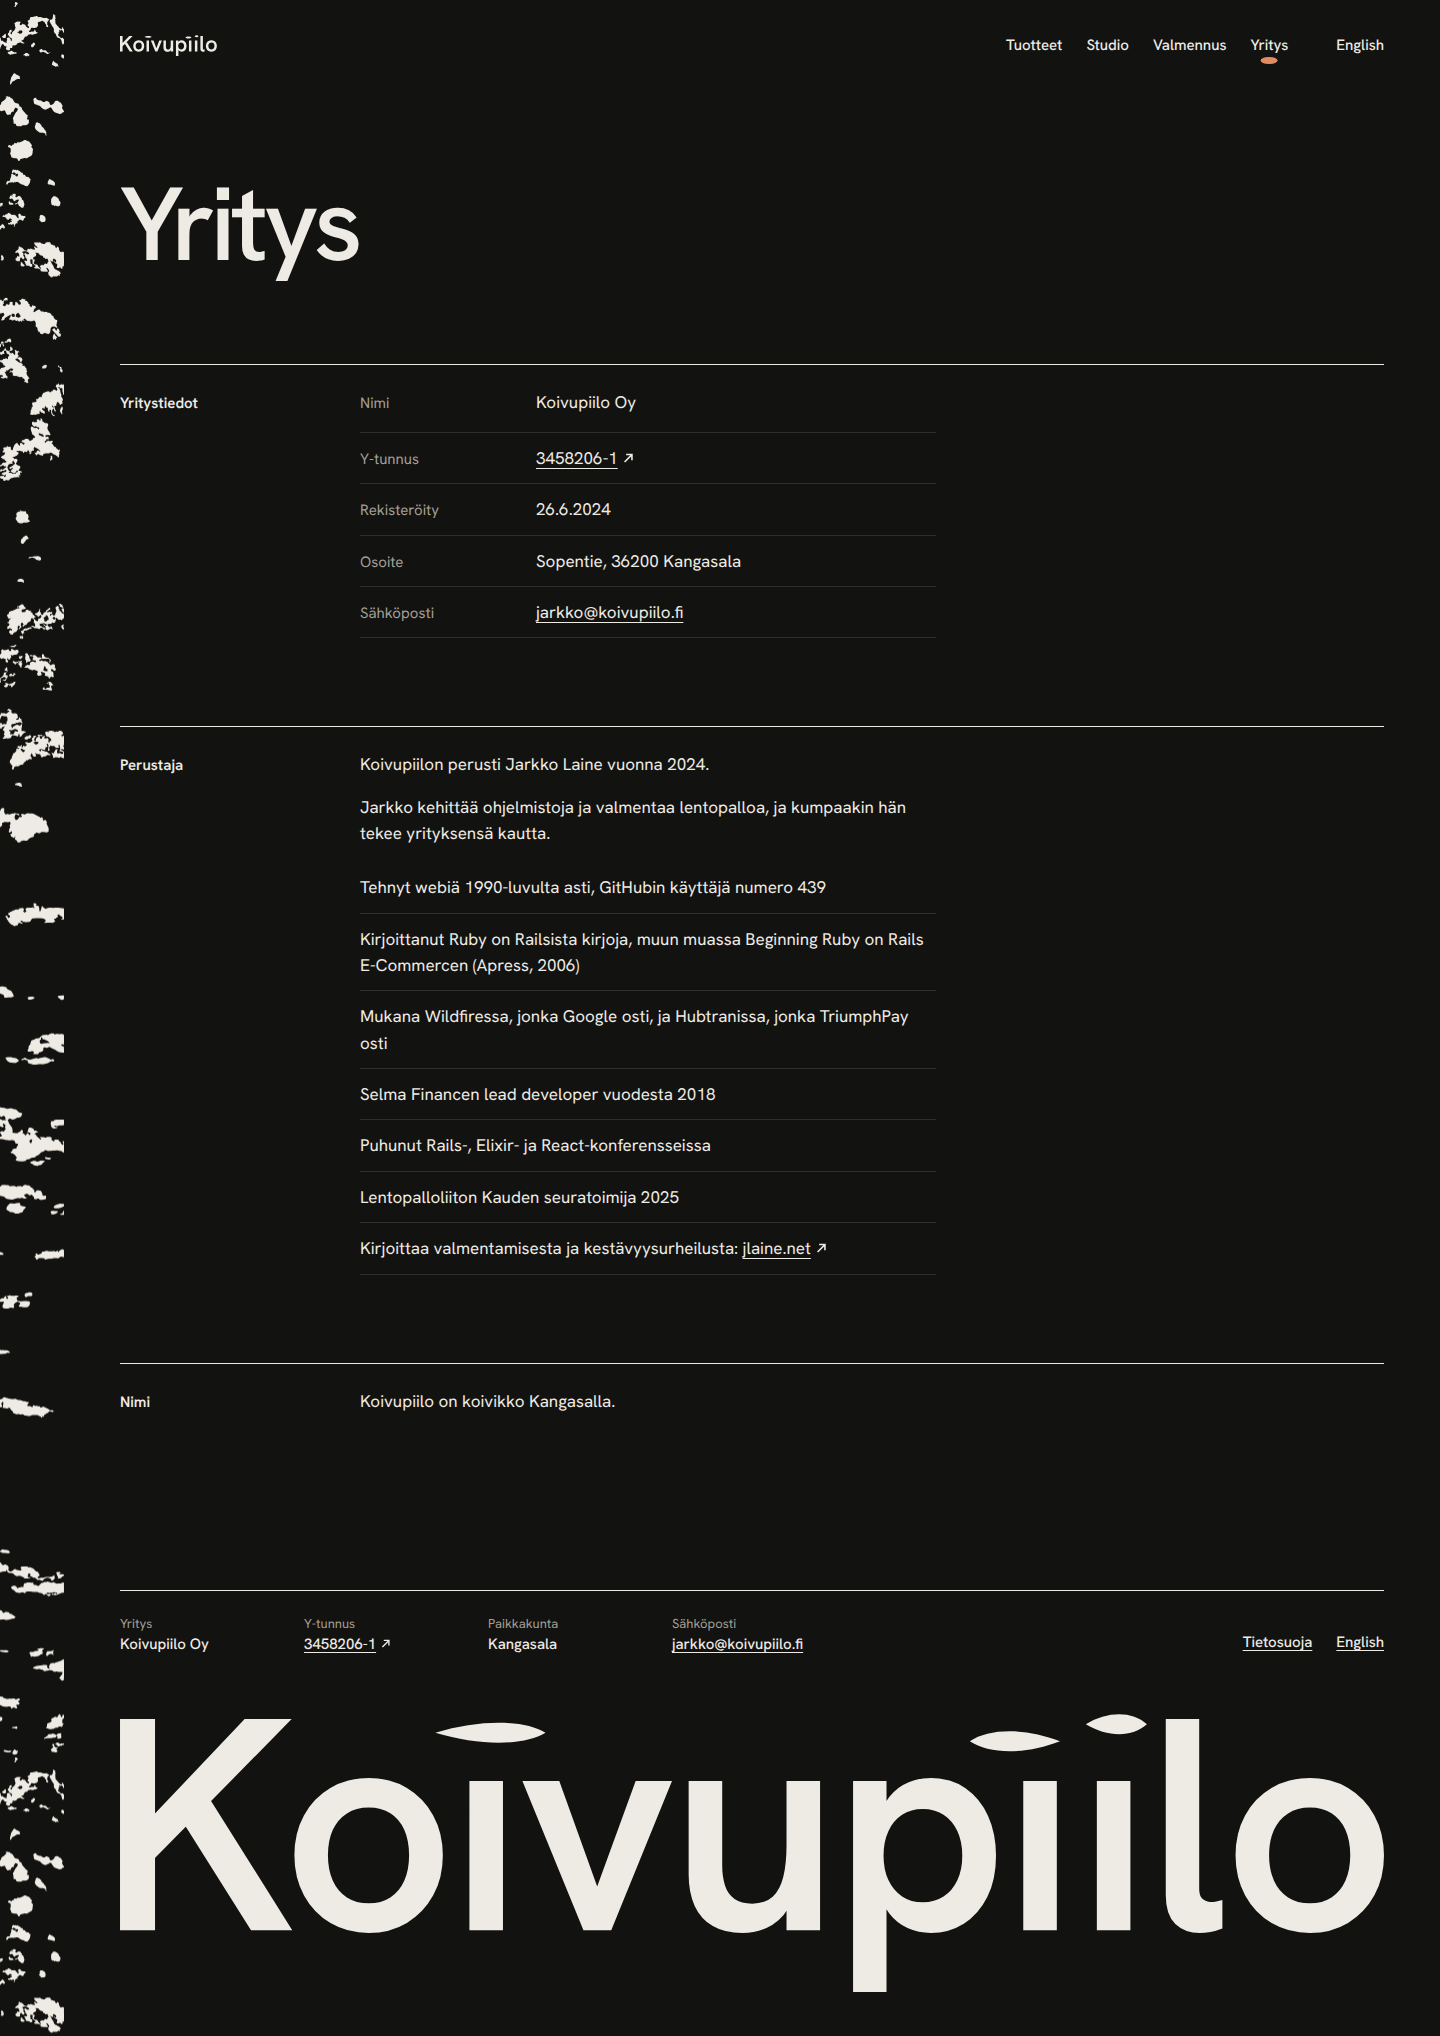 Koivupiilo
Tuotteet Studio Valmennus Yritys English
Yritys
Yritystiedot
Nimi Koivupiilo Oy
Y-tunnus 3458206-1 ↗
Rekisteröity 26.6.2024
Osoite Sopentie, 36200 Kangasala
Sähköposti jarkko@koivupiilo.fi
Perustaja
Koivupiilon perusti Jarkko Laine vuonna 2024.
Jarkko kehittää ohjelmistoja ja valmentaa lentopalloa, ja kumpaakin hän
tekee yrityksensä kautta.
Tehnyt webiä 1990-luvulta asti, GitHubin käyttäjä numero 439
Kirjoittanut Ruby on Railsista kirjoja, muun muassa Beginning Ruby on Rails
E-Commercen (Apress, 2006)
Mukana Wildfiressa, jonka Google osti, ja Hubtranissa, jonka TriumphPay
osti
Selma Financen lead developer vuodesta 2018
Puhunut Rails-, Elixir- ja React-konferensseissa
Lentopalloliiton Kauden seuratoimija 2025
Kirjoittaa valmentamisesta ja kestävyysurheilusta: jlaine.net ↗
Nimi
Koivupiilo on koivikko Kangasalla.
Yritys Y-tunnus Paikkakunta Sähköposti
Koivupiilo Oy 3458206-1 ↗ Kangasala jarkko@koivupiilo.fi Tietosuoja English
Koivupiilo